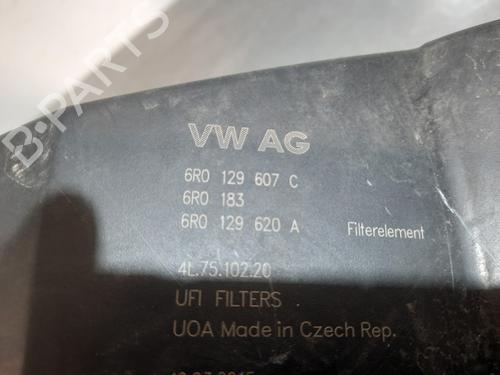 B-PARTS
VW AG
6R0 129 607 C
6R0 183
6R0 129 620 A Filterelement
4L.75.102.20
UFI FILTERS
UOA Made in Czech Rep.